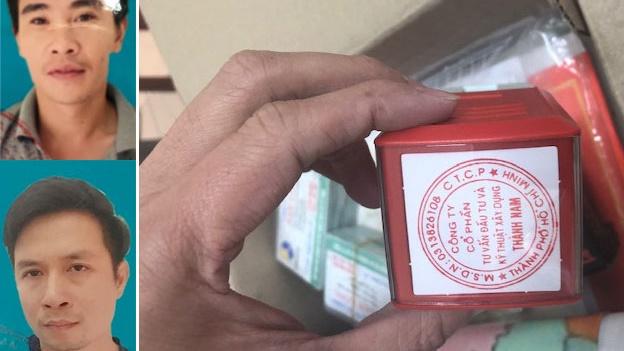 M.S.D.N: 0313826108 C.T.C.P
THÀNH PHỐ HỒ CHÍ MINH
CÔNG TY
CỔ PHẦN
TƯ VẤN ĐẦU TƯ VÀ
KỸ THUẬT XÂY DỰNG
THÀNH NAM